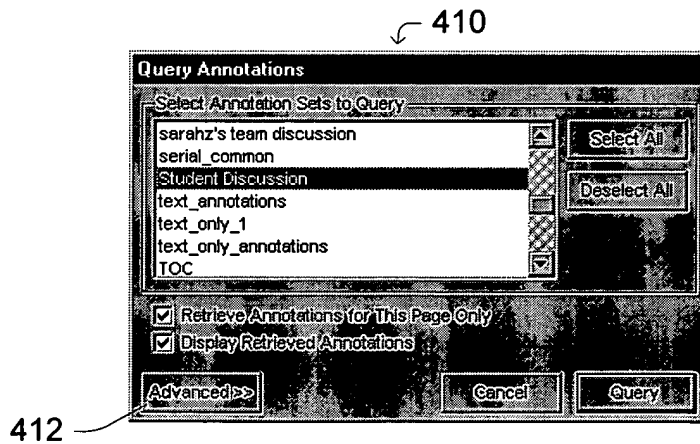 410
Query Annotations
Select Annotation Sets to Query
sarahz's team discussion
serial_common
Student Discussion
text_annotations
text_only_1
text_only_annotations
TOC
Select All
Deselect All
Retrieve Annotations for This Page Only
Display Retrieved Annotations
Advanced >> Cancel Query
412